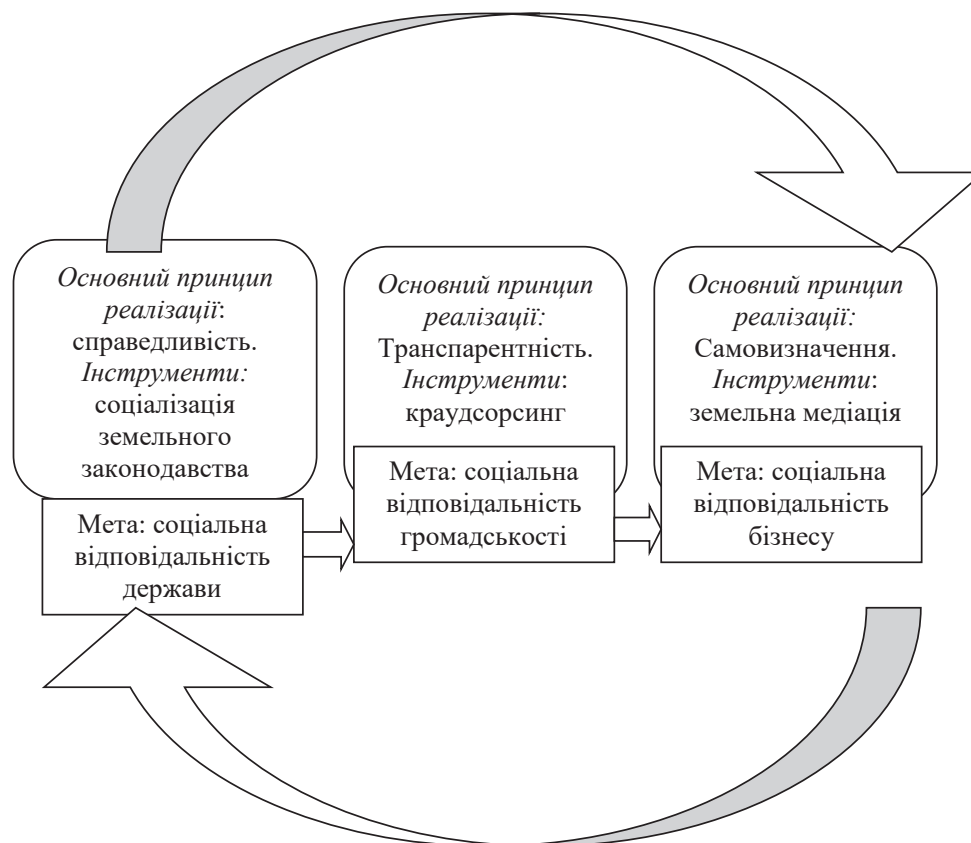 Основний принцип
реалізації:
справедливість.
Інструменти:
соціалізація
земельного
законодавства
Мета: соціальна
відповідальність
держави
Основний принцип
реалізації:
Транспарентність.
Інструменти:
краудсорсинг
Мета: соціальна
відповідальність
громадськості
Основний принцип
реалізації:
Самовизначення.
Інструменти:
земельна медіація
Мета: соціальна
відповідальність
бізнесу